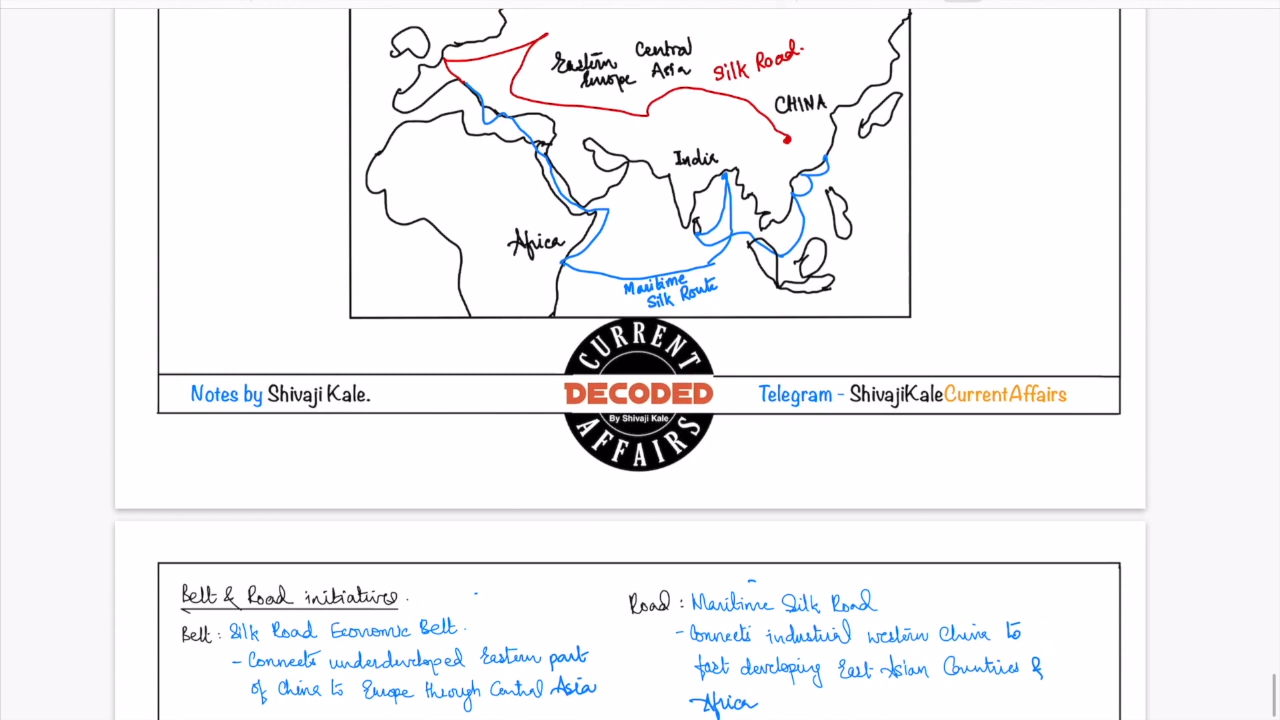 Eastern Central
Europe Asia
Silk Road.
CHINA
India
Africa
Maritime
Silk Route
CURRENT
Notes by Shivaji Kale.
DECODED
Telegram - ShivajiKaleCurrentAffairs
By Shivaji Kale
AFFAIRS
Belt & Road initiatives.
Belt : Silk Road Economic Belt.
- Connects underdeveloped Eastern part
of China to Europe through Central Asia
Road : Maritime Silk Road
- Connects industrial western China to
fast developing East Asian Countries &
Africa